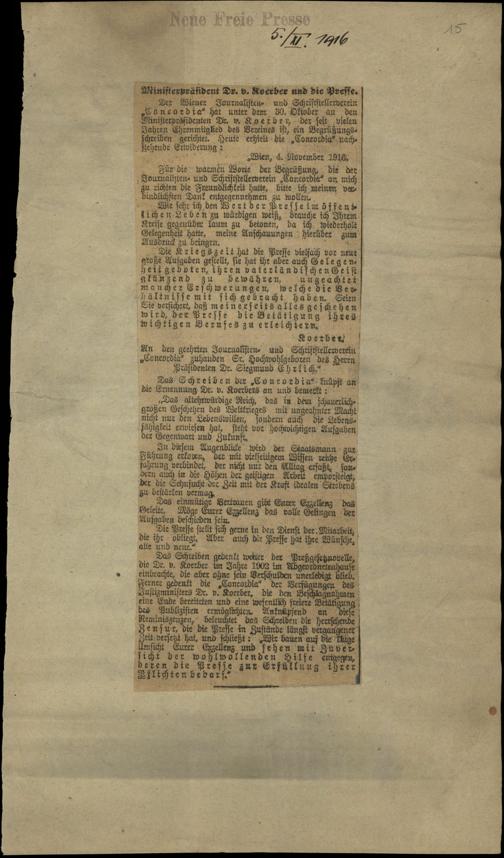 Neue Freie Presse
5./XI. 1916
15
Ministerpräsident Dr. v. Koerber und die Presse.
Der Wiener Journalisten- und Schriftstellerverein
„Concordia“ hat unter dem 30. Oktober an den
Ministerpräsidenten Dr. v. Koerber, der seit vielen
Jahren Ehrenmitglied des Vereines ist, ein Begrüßungs-
schreiben gerichtet. Heute erhielt die „Concordia“ nach-
stehende Erwiderung:
„Wien, 4. November 1916.
Für die warmen Worte der Begrüßung, die der
Journalisten- und Schriftstellerverein „Concordia“ an mich
zu richten die Freundlichkeit hatte, bitte ich meinen ver-
bindlichsten Dank entgegennehmen zu wollen.
Wie sehr ich den Wert der Presse im öffent-
lichen Leben zu würdigen weiß, brauche ich Ihrem
Kreise gegenüber kaum zu betonen, da ich wiederholt
Gelegenheit hatte, meine Anschauungen hierüber zum
Ausdruck zu bringen.
Die Kriegszeit hat die Presse vielfach vor neue
große Aufgaben gestellt, sie hat ihr aber auch Gelegen-
heit geboten, ihren vaterländischen Geist
glänzend zu bewähren, ungeachtet
mancher Erschwerungen, welche die Ver-
hältnisse mit sich gebracht haben. Seien
Sie versichert, daß meinerseits alles geschehen
wird, der Presse die Betätigung ihres
wichtigen Berufes zu erleichtern.
Koerber.
An den geehrten Journalisten- und Schriftstellerverein
„Concordia“ zuhanden Sr. Hochwohlgeboren des Herrn
Präsidenten Dr. Siegmund Ehrlich.“
Das Schreiben der „Concordia“ knüpft an
die Ernennung Dr. v. Koerbers an und bemerkt:
„Das altehrwürdige Reich, das in dem schauerlich-
großen Geschehen des Weltkrieges mit ungeahnter Macht
nicht nur den Lebenswillen, sondern auch die Lebens-
fähigkeit erwiesen hat, steht vor hochwichtigen Aufgaben
der Gegenwart und Zukunft.
In diesem Augenblicke wird der Staatsmann zur
Führung erkoren, der mit vielseitigem Wissen reiche Er-
fahrung verbindet, der nicht nur den Alltag erfaßt, son-
dern auch in die Höhen der geistigen Arbeit emporsteigt,
der die Sehnsucht der Zeit mit der Kraft idealen Strebens
zu bestärken vermag.
Das einmütige Vertrauen gibt Eurer Exzellenz das
Geleite. Möge Eurer Exzellenz das volle Gelingen der
Aufgaben beschieden sein.
Die Presse stellt sich gerne in den Dienst der Mitarbeit,
die ihr obliegt. Aber auch die Presse hat ihre Wünsche,
alte und neue.“
Das Schreiben gedenkt weiter der Preßgesetznovelle,
die Dr. v. Koerber im Jahre 1902 im Abgeordnetenhause
einbrachte, die aber ohne sein Verschulden unerledigt blieb.
Ferner gedenkt die „Concordia“ der Verfügungen des
Justizministers Dr. v. Koerber, die den Beschlagnahmen
eine Ende bereiteten und eine wesentlich freiere Betätigung
des Publizisten ermöglichten. Anknüpfend an diese
Reminiszenzen, beleuchtet das Schreiben die herrschende
Zensur, die die Presse in Zustände längst vergangener
Zeit versetzt hat, und schließt: „Wir bauen auf die kluge
Umsicht Eurer Exzellenz und sehen mit Zuver-
sicht der wohlwollenden Hilfe entgegen,
deren die Presse zur Erfüllung ihrer
Pflichten bedarf.“